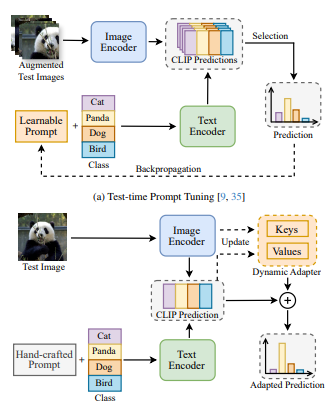 Augmented
Test Images
Image
Encoder
CLIP Predictions
Selection
Prediction
Learnable
Prompt
+
Cat
Panda
Dog
Bird
Class
Text
Encoder
Backpropagation
(a) Test-time Prompt Tuning [9, 35]
Test Image
Image
Encoder
Update
Keys
Values
Dynamic Adapter
CLIP Prediction
+
Hand-crafted
Prompt
+
Cat
Panda
Dog
Bird
Class
Text
Encoder
Adapted Prediction